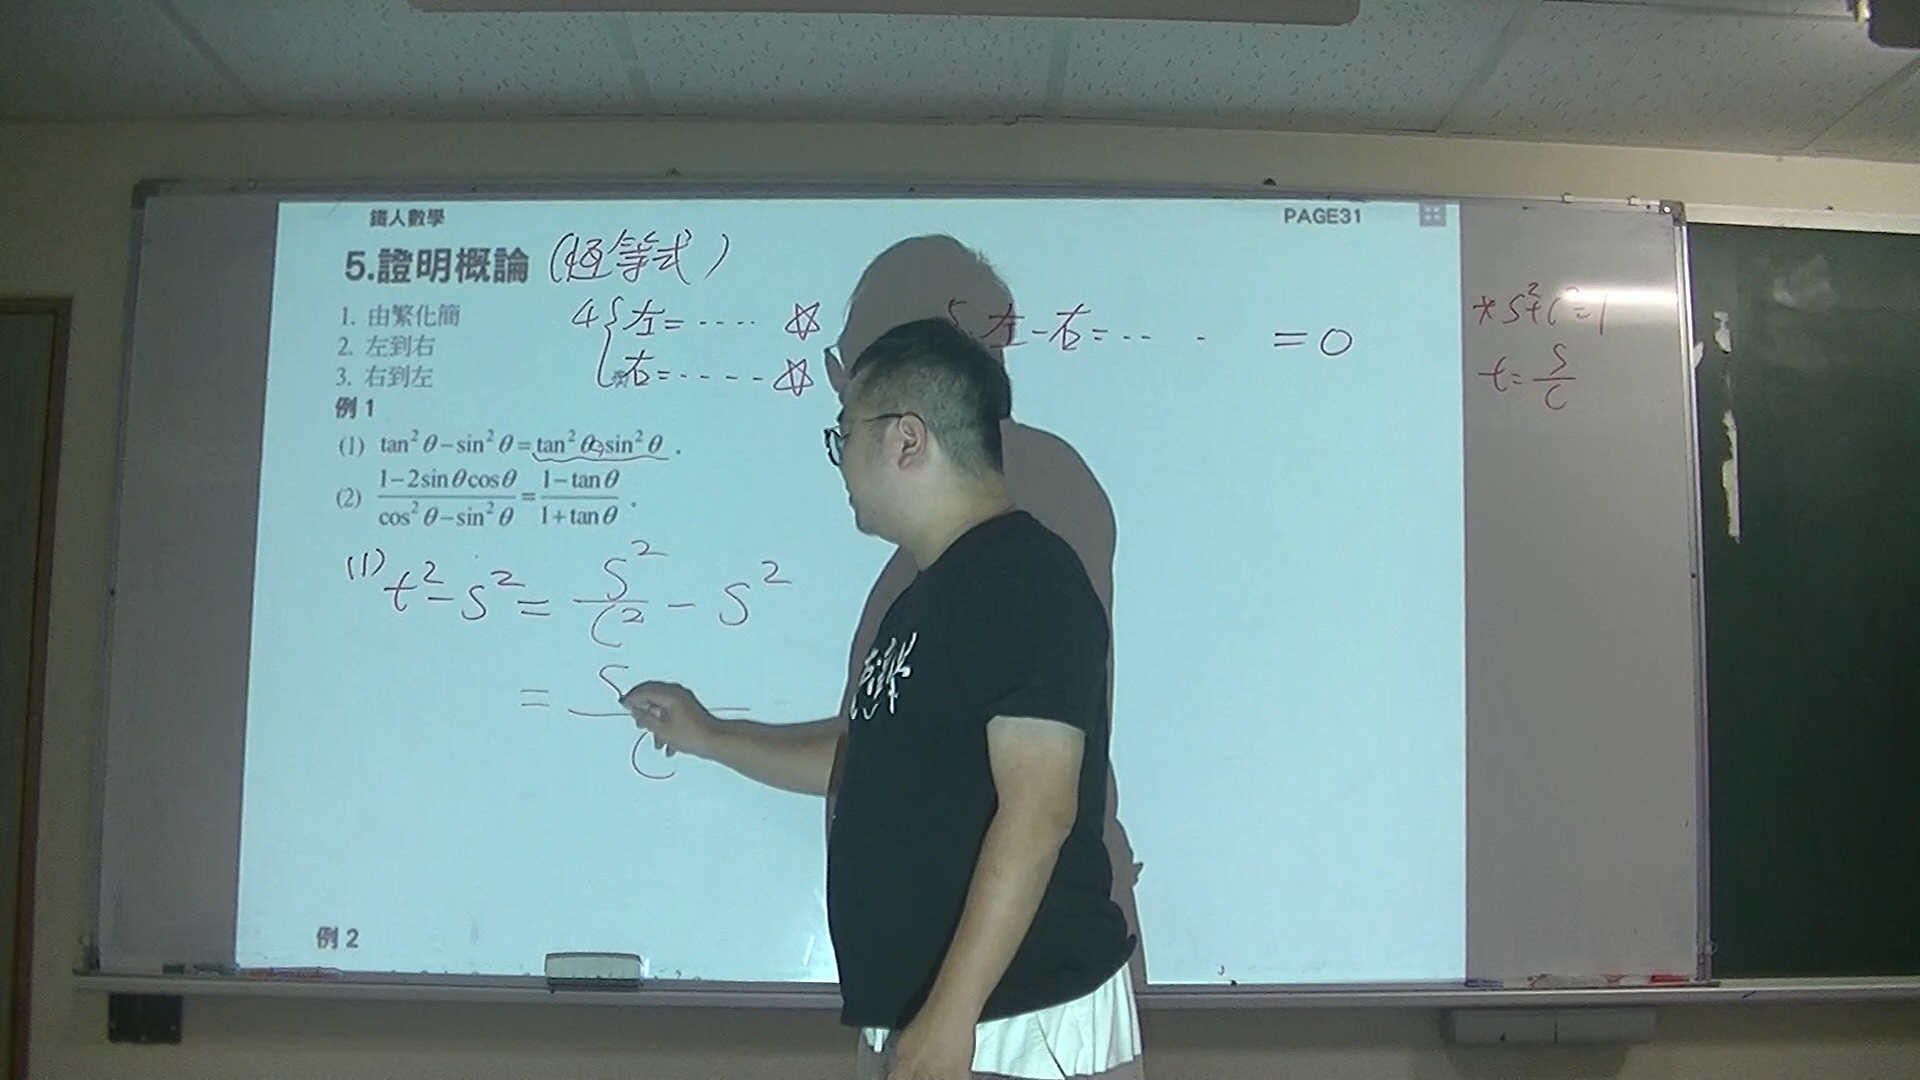 鐵人數學 PAGE31
5.證明概論 (恆等式)
1. 由繁化簡
2. 左到右
3. 右到左
4 { 左=‥‥ ☆
右=‥‥- ☆
5. 左-右=‥‥ =0
*s²+c²=1
t=s/c
例 1
(1) tan²θ−sin²θ=tan²θ sin²θ .
(2) (1−2sinθcosθ)/(cos²θ−sin²θ)=(1−tanθ)/(1+tanθ) .
(1) t²-s²= s²/c² - s²
= s / c
例 2